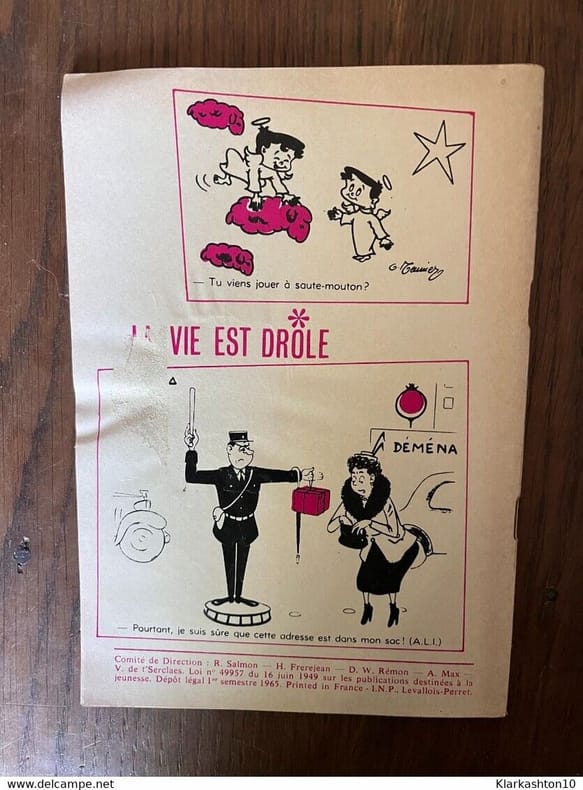 G. Meunier
— Tu viens jouer à saute-mouton?
LA VIE EST DRÔLE
DÉMÉNA
— Pourtant, je suis sûre que cette adresse est dans mon sac! (A.L.I.)
Comité de Direction : R. Salmon — H. Frerejean — D. W. Rémon — A. Max —
V. de t'Serclaes. Loi n° 49957 du 16 juin 1949 sur les publications destinées à la
jeunesse. Dépôt légal 1er semestre 1965. Printed in France - I.N.P., Levallois-Perret.
www.delcampe.net
Klarkashton10